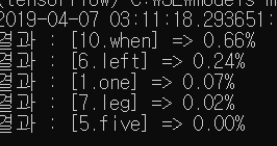 2019-04-07 03:11:18.293651:
결과 : [10.when] => 0.66%
결과 : [6.left] => 0.24%
결과 : [1.one] => 0.07%
결과 : [7.leg] => 0.02%
결과 : [5.five] => 0.00%